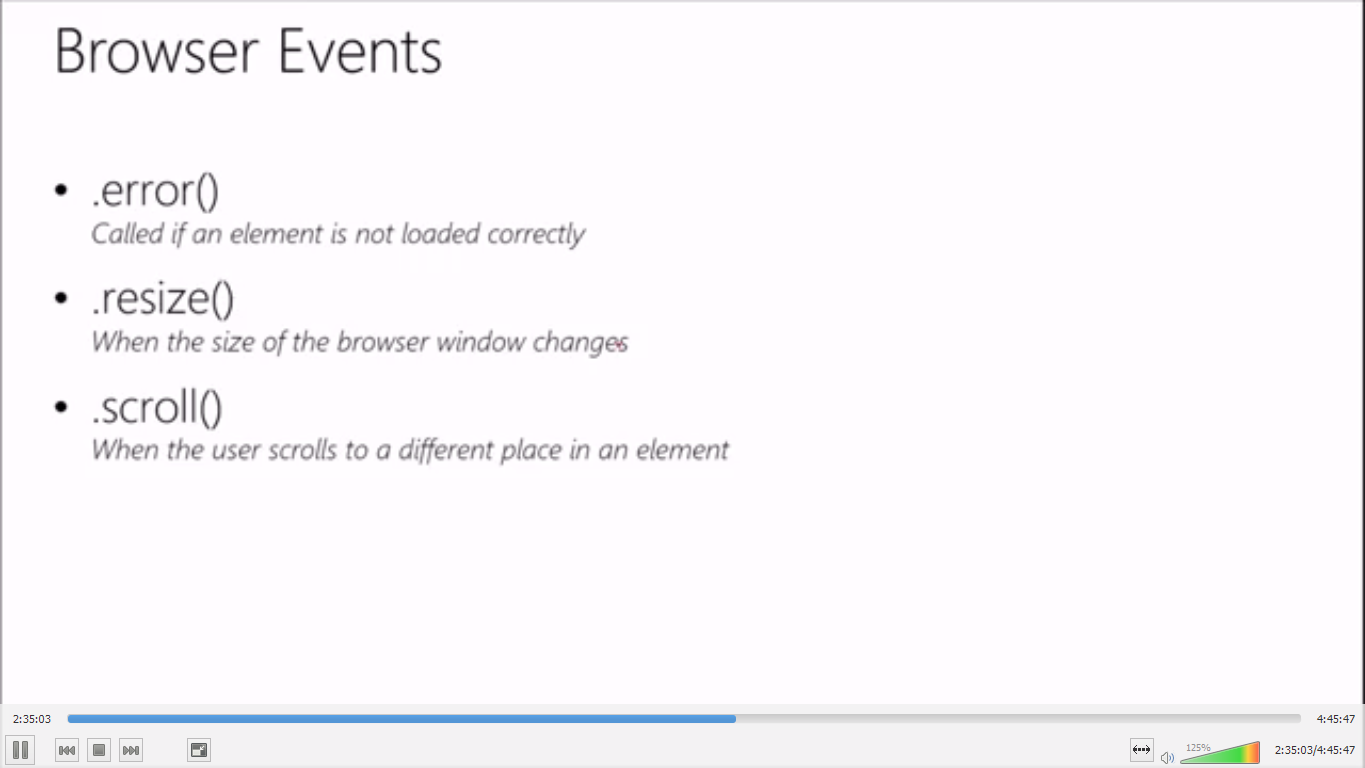 Browser Events
• .error()
Called if an element is not loaded correctly
• .resize()
When the size of the browser window changes
• .scroll()
When the user scrolls to a different place in an element
2:35:03
4:45:47
125%
2:35:03/4:45:47